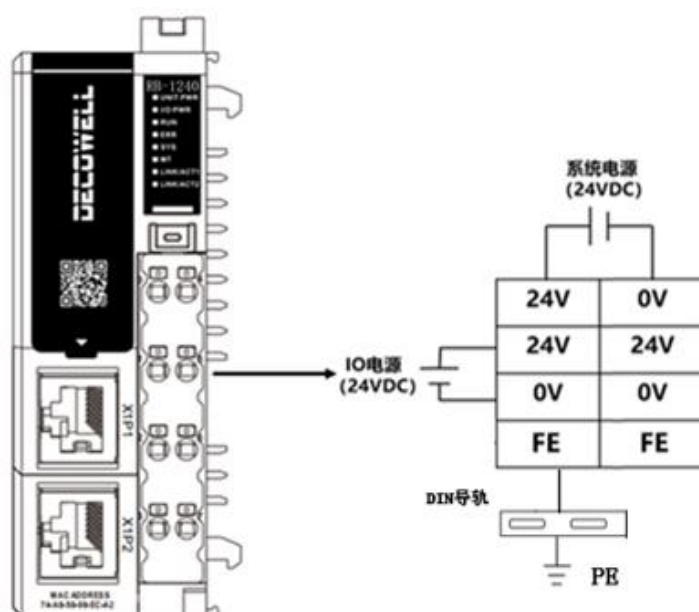 DECOWELL
RB-1240
UNIT PWR
I/O PWR
RUN
ERR
SYS
MT
LINK/ACT1
LINK/ACT2
X1P1
X1P2
MAC ADDRESS
系统电源
(24VDC)
24V 0V
IO电源
(24VDC)
24V 24V
0V 0V
FE FE
DIN导轨
PE